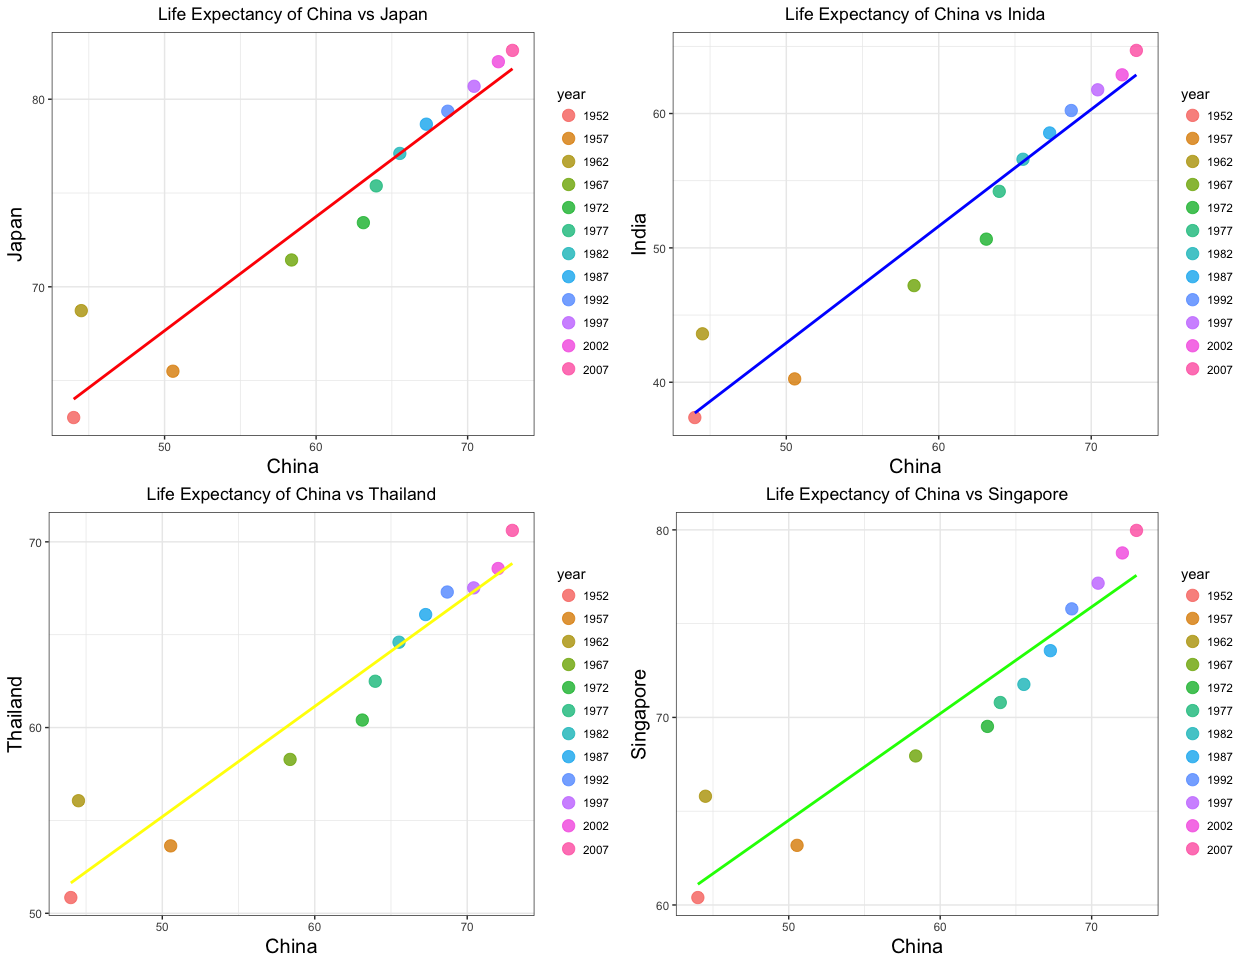 Life Expectancy of China vs Japan
Japan
80
70
50 60 70
China
year
1952
1957
1962
1967
1972
1977
1982
1987
1992
1997
2002
2007
Life Expectancy of China vs Inida
India
60
50
40
50 60 70
China
year
1952
1957
1962
1967
1972
1977
1982
1987
1992
1997
2002
2007
Life Expectancy of China vs Thailand
Thailand
70
60
50
50 60 70
China
year
1952
1957
1962
1967
1972
1977
1982
1987
1992
1997
2002
2007
Life Expectancy of China vs Singapore
Singapore
80
70
60
50 60 70
China
year
1952
1957
1962
1967
1972
1977
1982
1987
1992
1997
2002
2007